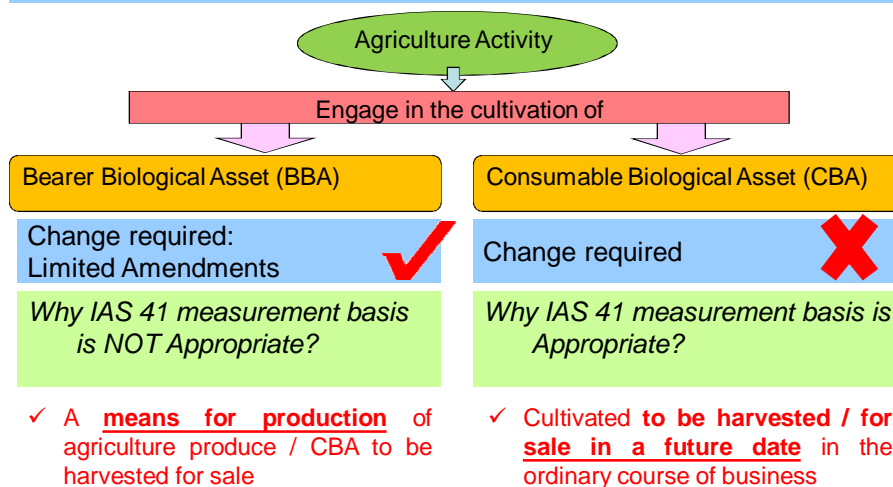 Agriculture Activity
Engage in the cultivation of
Bearer Biological Asset (BBA)
Consumable Biological Asset (CBA)
Change required:
Limited Amendments
Change required
Why IAS 41 measurement basis
is NOT Appropriate?
Why IAS 41 measurement basis is
Appropriate?
✓ A means for production of
agriculture produce / CBA to be
harvested for sale
✓ Cultivated to be harvested / for
sale in a future date in the
ordinary course of business